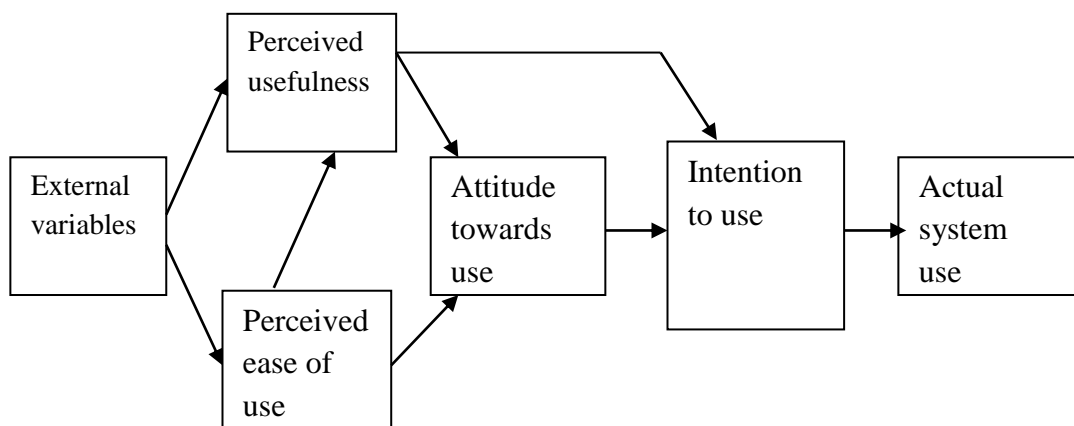 Perceived
usefulness
External
variables
Perceived
ease of
use
Attitude
towards
use
Intention
to use
Actual
system
use